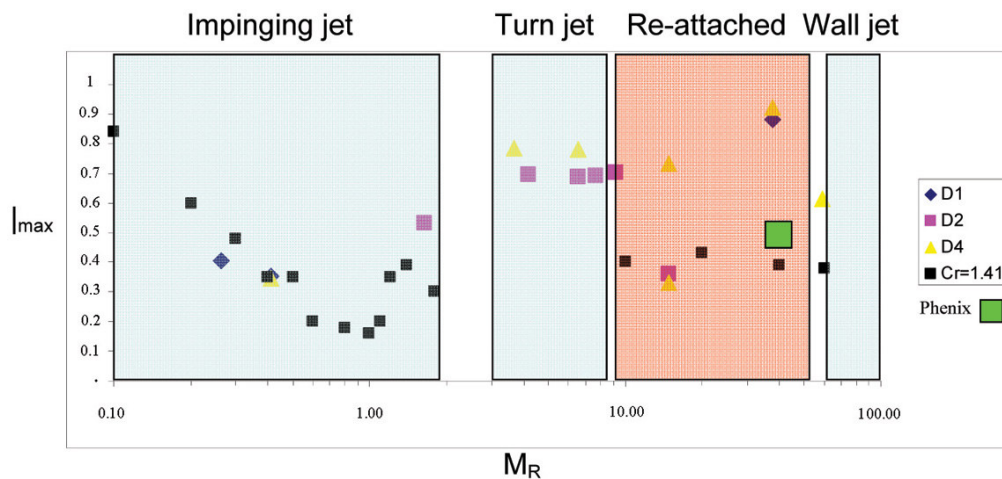 Impinging jet Turn jet Re-attached Wall jet
1
0.9
0.8
0.7
0.6
0.5
0.4
0.3
0.2
0.1
Imax
0.10 1.00 10.00 100.00
MR
D1
D2
D4
Cr=1.41
Phenix